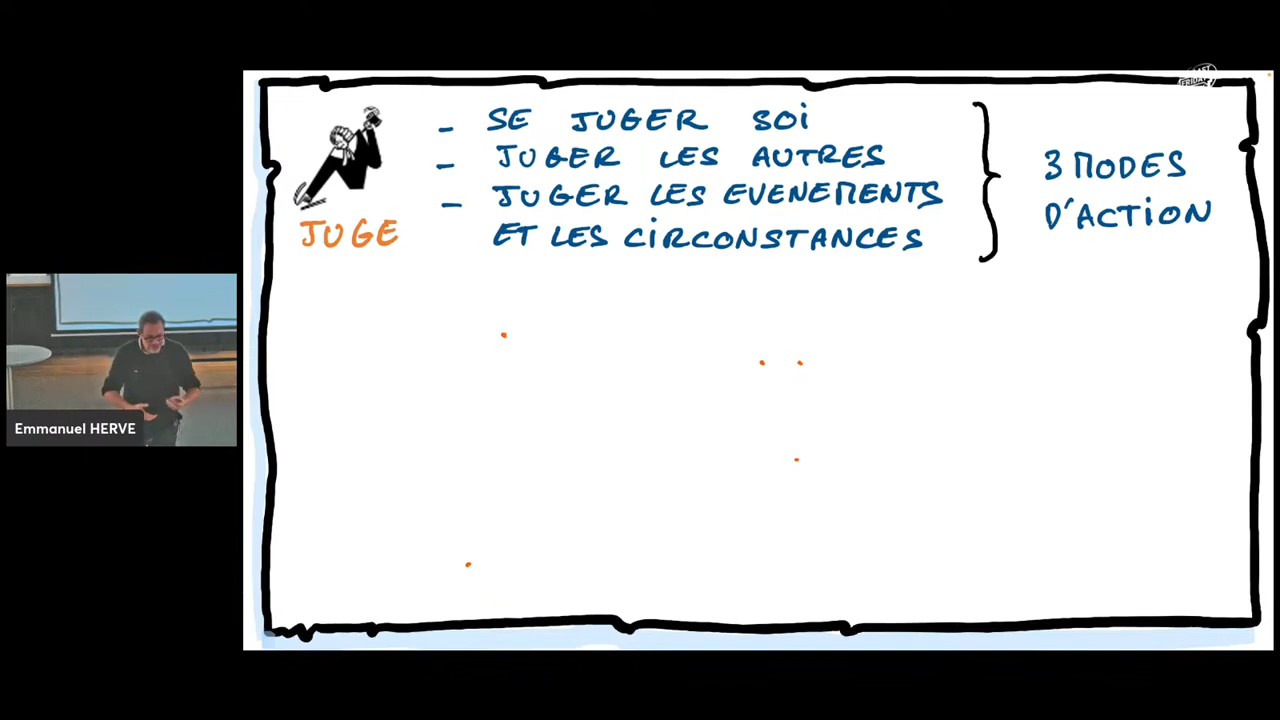 - SE JUGER SOI
- JUGER LES AUTRES
- JUGER LES EVENEMENTS
ET LES CIRCONSTANCES
JUGE
3 MODES
D'ACTION
Emmanuel HERVE